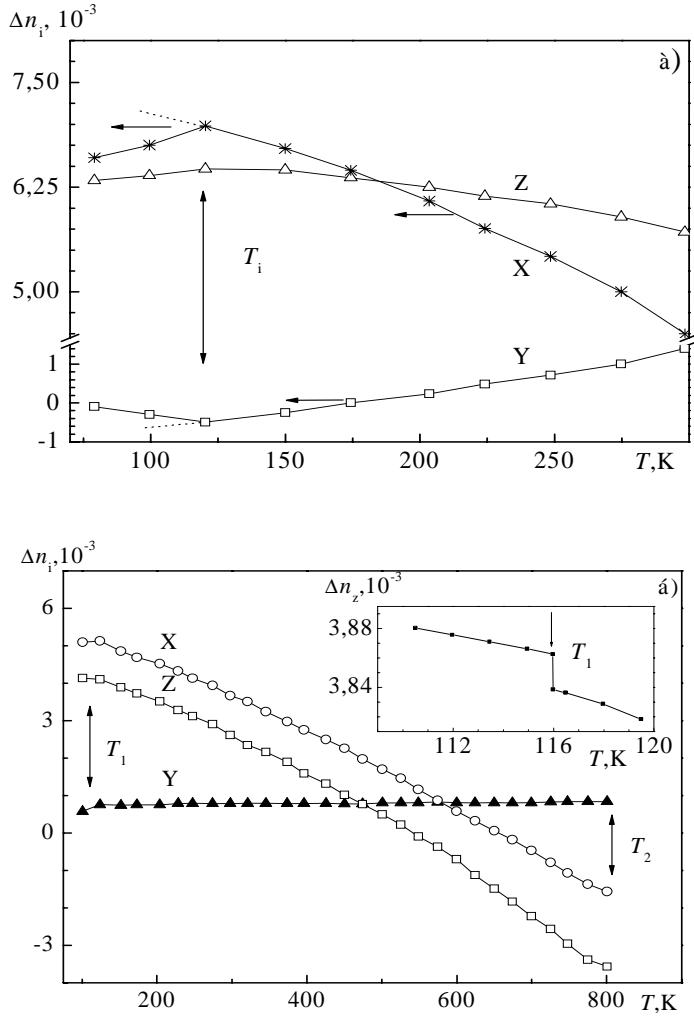 Δn_i, 10^-3
à)
7,50
6,25
5,00
1
0
-1
Z
X
Y
T_i
100 150 200 250 T,K
Δn_i,10^-3
á)
6
3
0
-3
X
Z
Y
T_1
T_2
200 400 600 800 T,K
Δn_z,10^-3
3,88
3,84
T_1
112 116 120
T,K